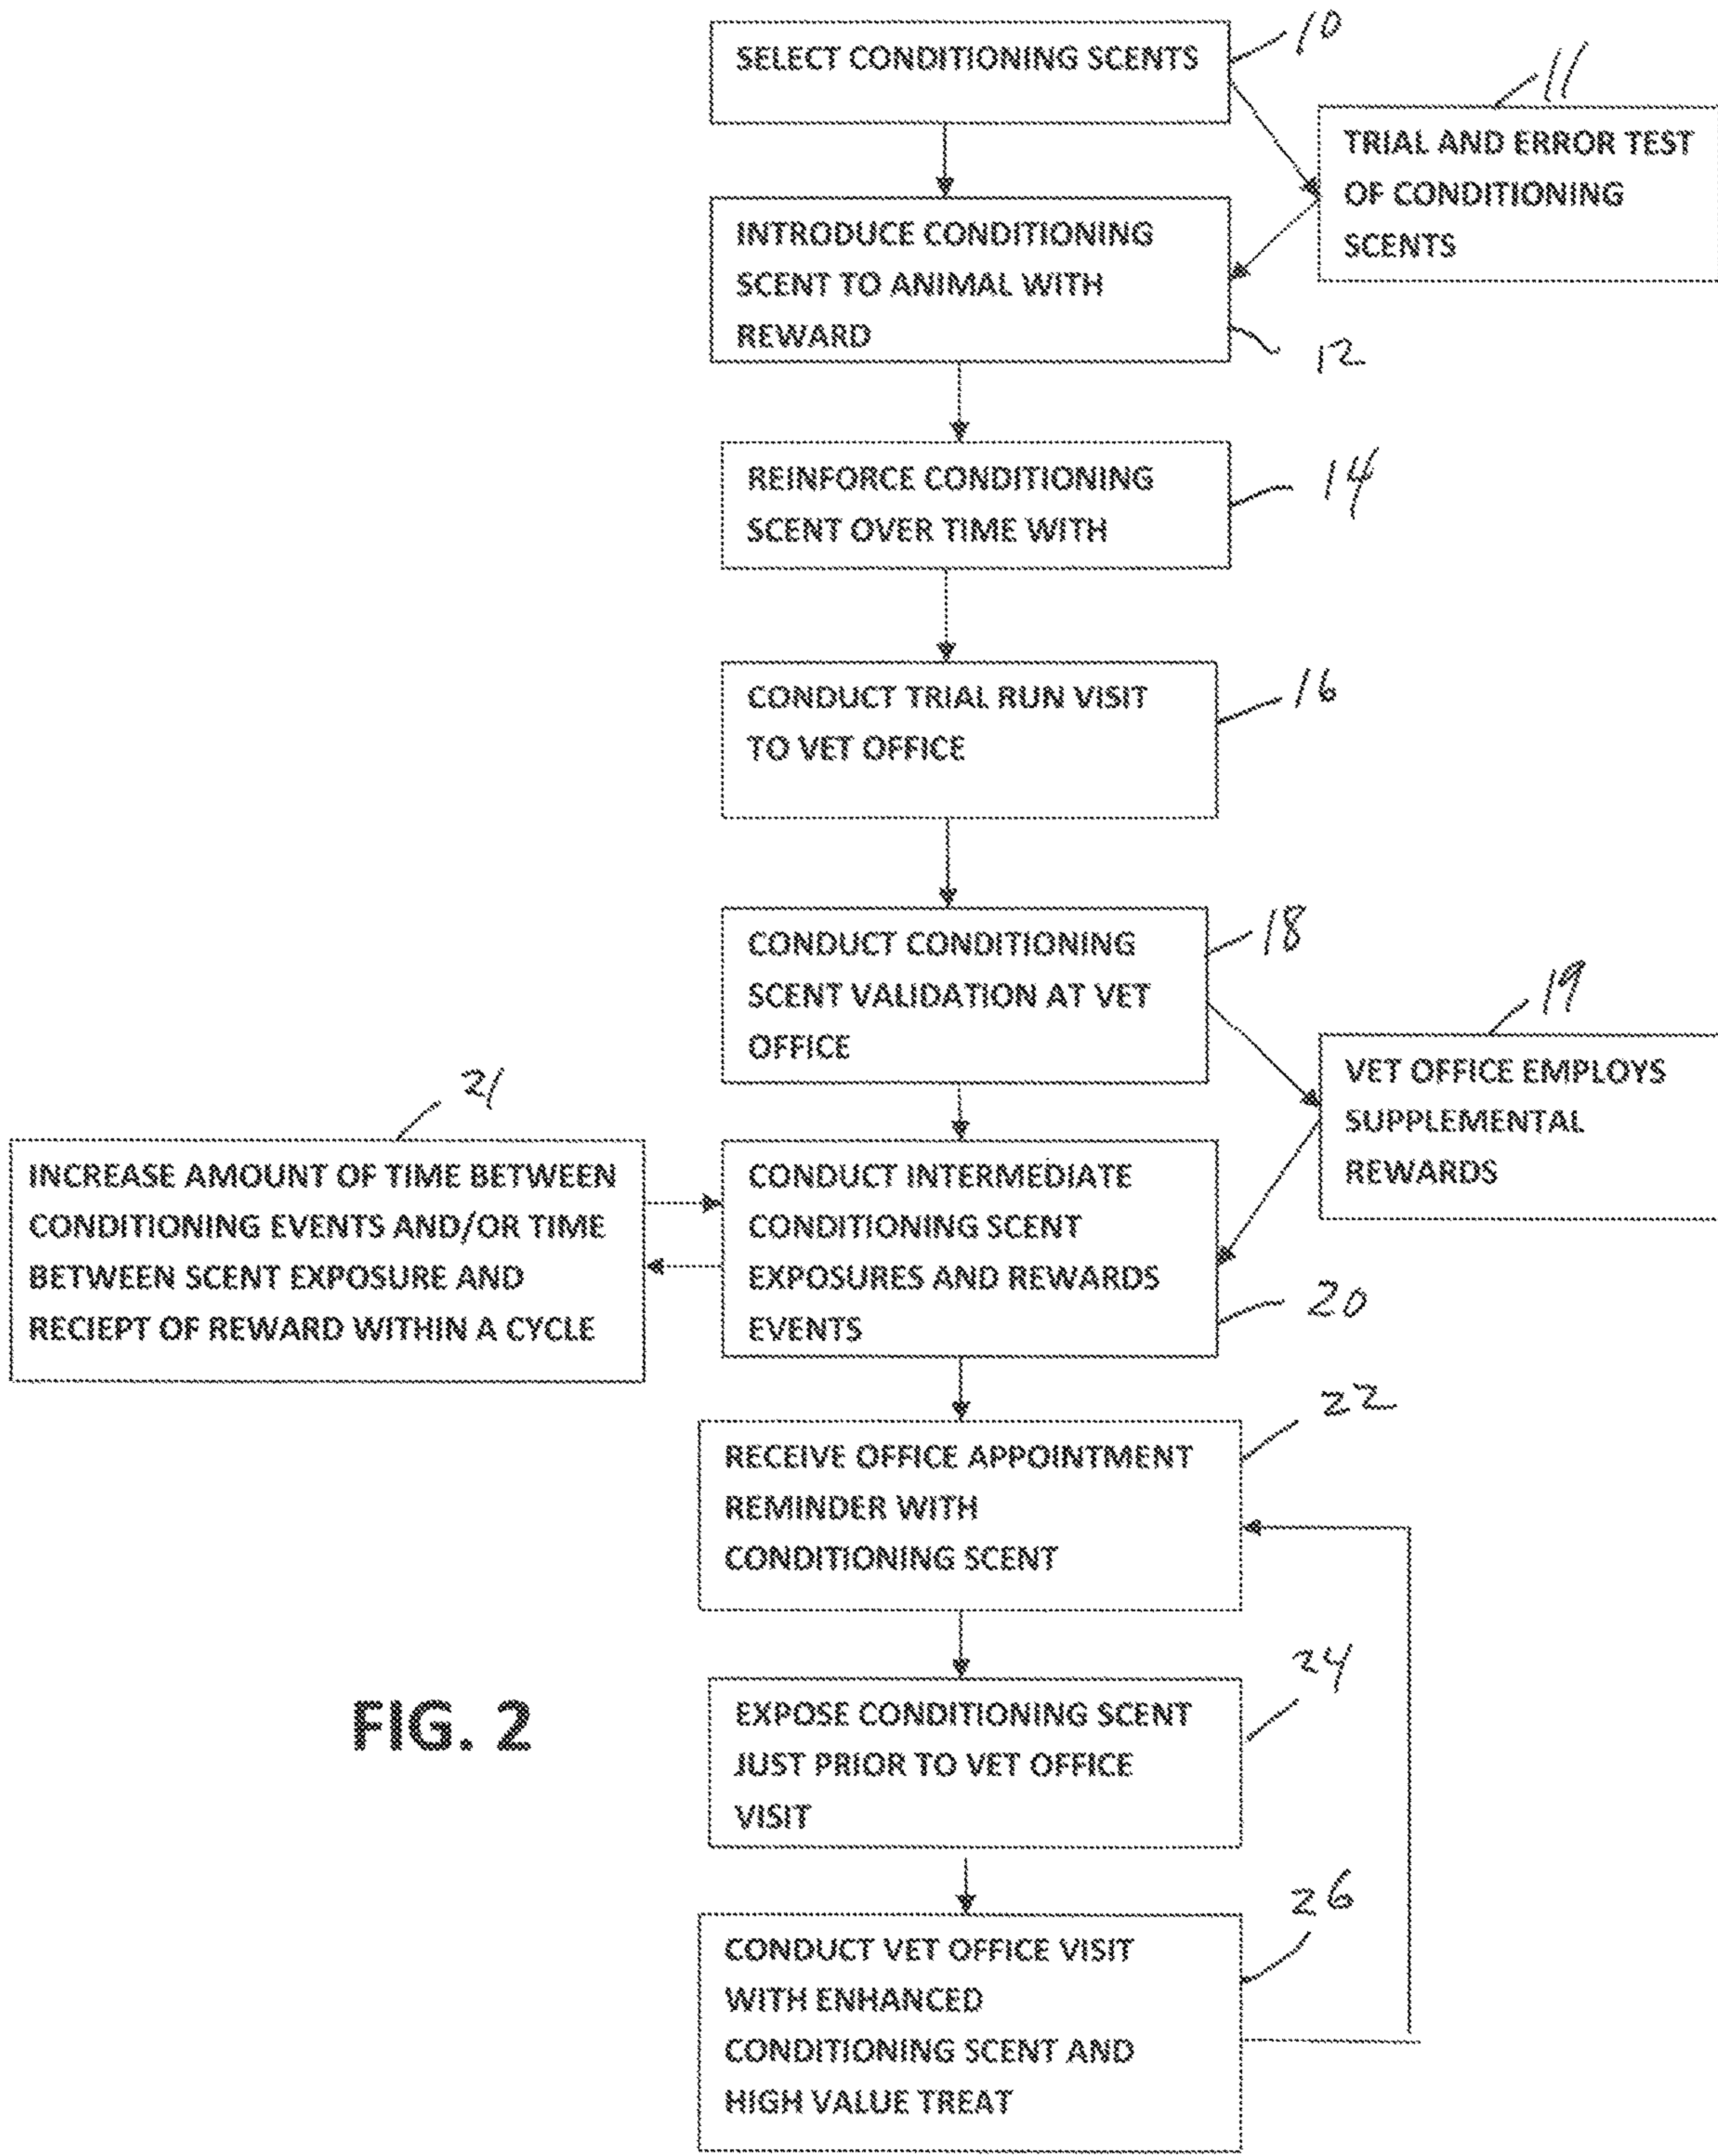 SELECT CONDITIONING SCENTS
10
11
TRIAL AND ERROR TEST
OF CONDITIONING
SCENTS
INTRODUCE CONDITIONING
SCENT TO ANIMAL WITH
REWARD
12
REINFORCE CONDITIONING
SCENT OVER TIME WITH
14
CONDUCT TRIAL RUN VISIT
TO VET OFFICE
16
CONDUCT CONDITIONING
SCENT VALIDATION AT VET
OFFICE
18
19
VET OFFICE EMPLOYS
SUPPLEMENTAL
REWARDS
21
INCREASE AMOUNT OF TIME BETWEEN
CONDITIONING EVENTS AND/OR TIME
BETWEEN SCENT EXPOSURE AND
RECIEPT OF REWARD WITHIN A CYCLE
CONDUCT INTERMEDIATE
CONDITIONING SCENT
EXPOSURES AND REWARDS
EVENTS
20
22
RECEIVE OFFICE APPOINTMENT
REMINDER WITH
CONDITIONING SCENT
24
EXPOSE CONDITIONING SCENT
JUST PRIOR TO VET OFFICE
VISIT
FIG. 2
26
CONDUCT VET OFFICE VISIT
WITH ENHANCED
CONDITIONING SCENT AND
HIGH VALUE TREAT